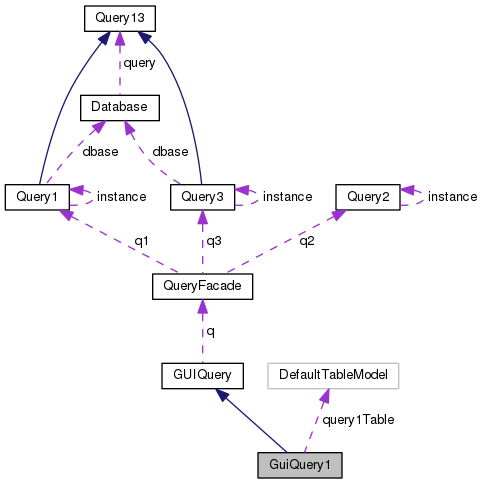 Query13
query
Database
dbase
dbase
Query1
instance
Query3
instance
Query2
instance
q1
q3
q2
QueryFacade
q
GUIQuery
DefaultTableModel
query1Table
GuiQuery1